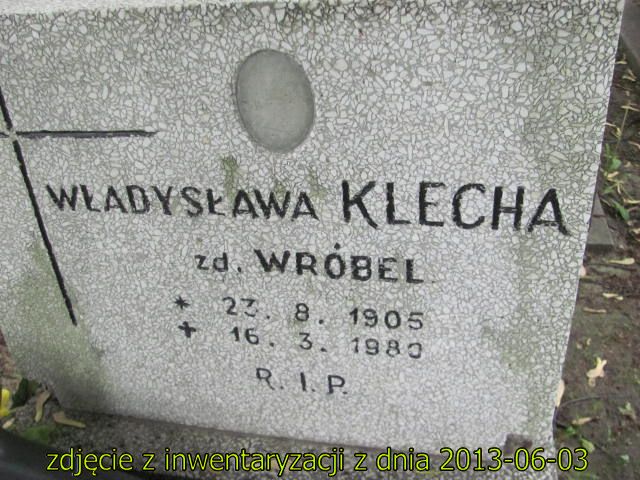 WŁADYSŁAWA KLECHA
zd. WRÓBEL
* 23. 8. 1905
+ 16. 3. 1980
R. I. P.
zdjęcie z inwentaryzacji z dnia 2013-06-03